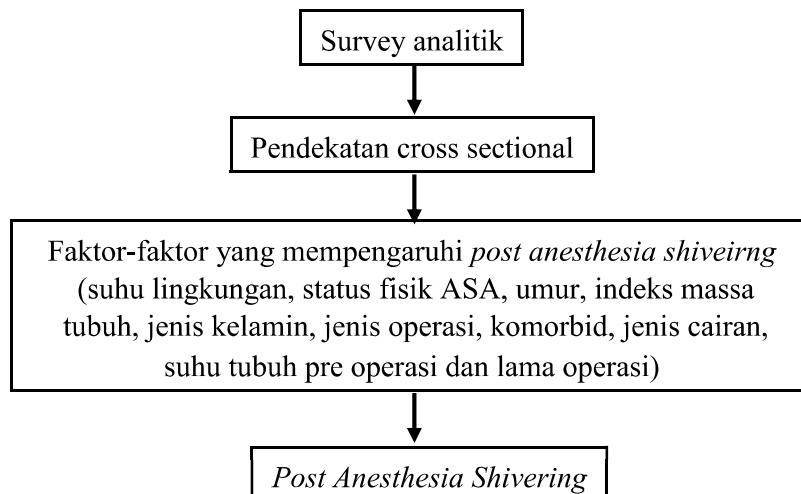 Survey analitik
Pendekatan cross sectional
Faktor-faktor yang mempengaruhi post anesthesia shiveirng
(suhu lingkungan, status fisik ASA, umur, indeks massa
tubuh, jenis kelamin, jenis operasi, komorbid, jenis cairan,
suhu tubuh pre operasi dan lama operasi)
Post Anesthesia Shivering